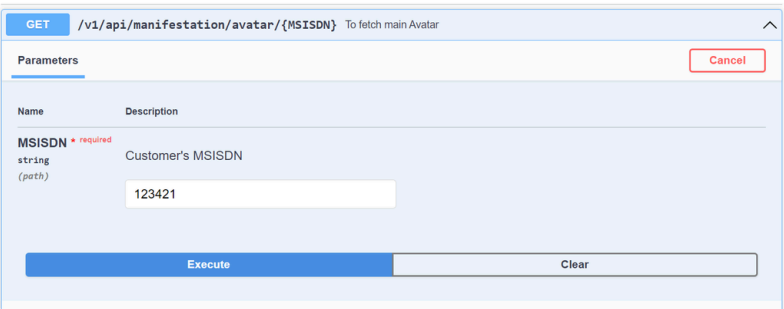 GET /v1/api/manifestation/avatar/{MSISDN} To fetch main Avatar
Parameters Cancel
Name Description
MSISDN * required
string
(path)
Customer's MSISDN
123421
Execute Clear